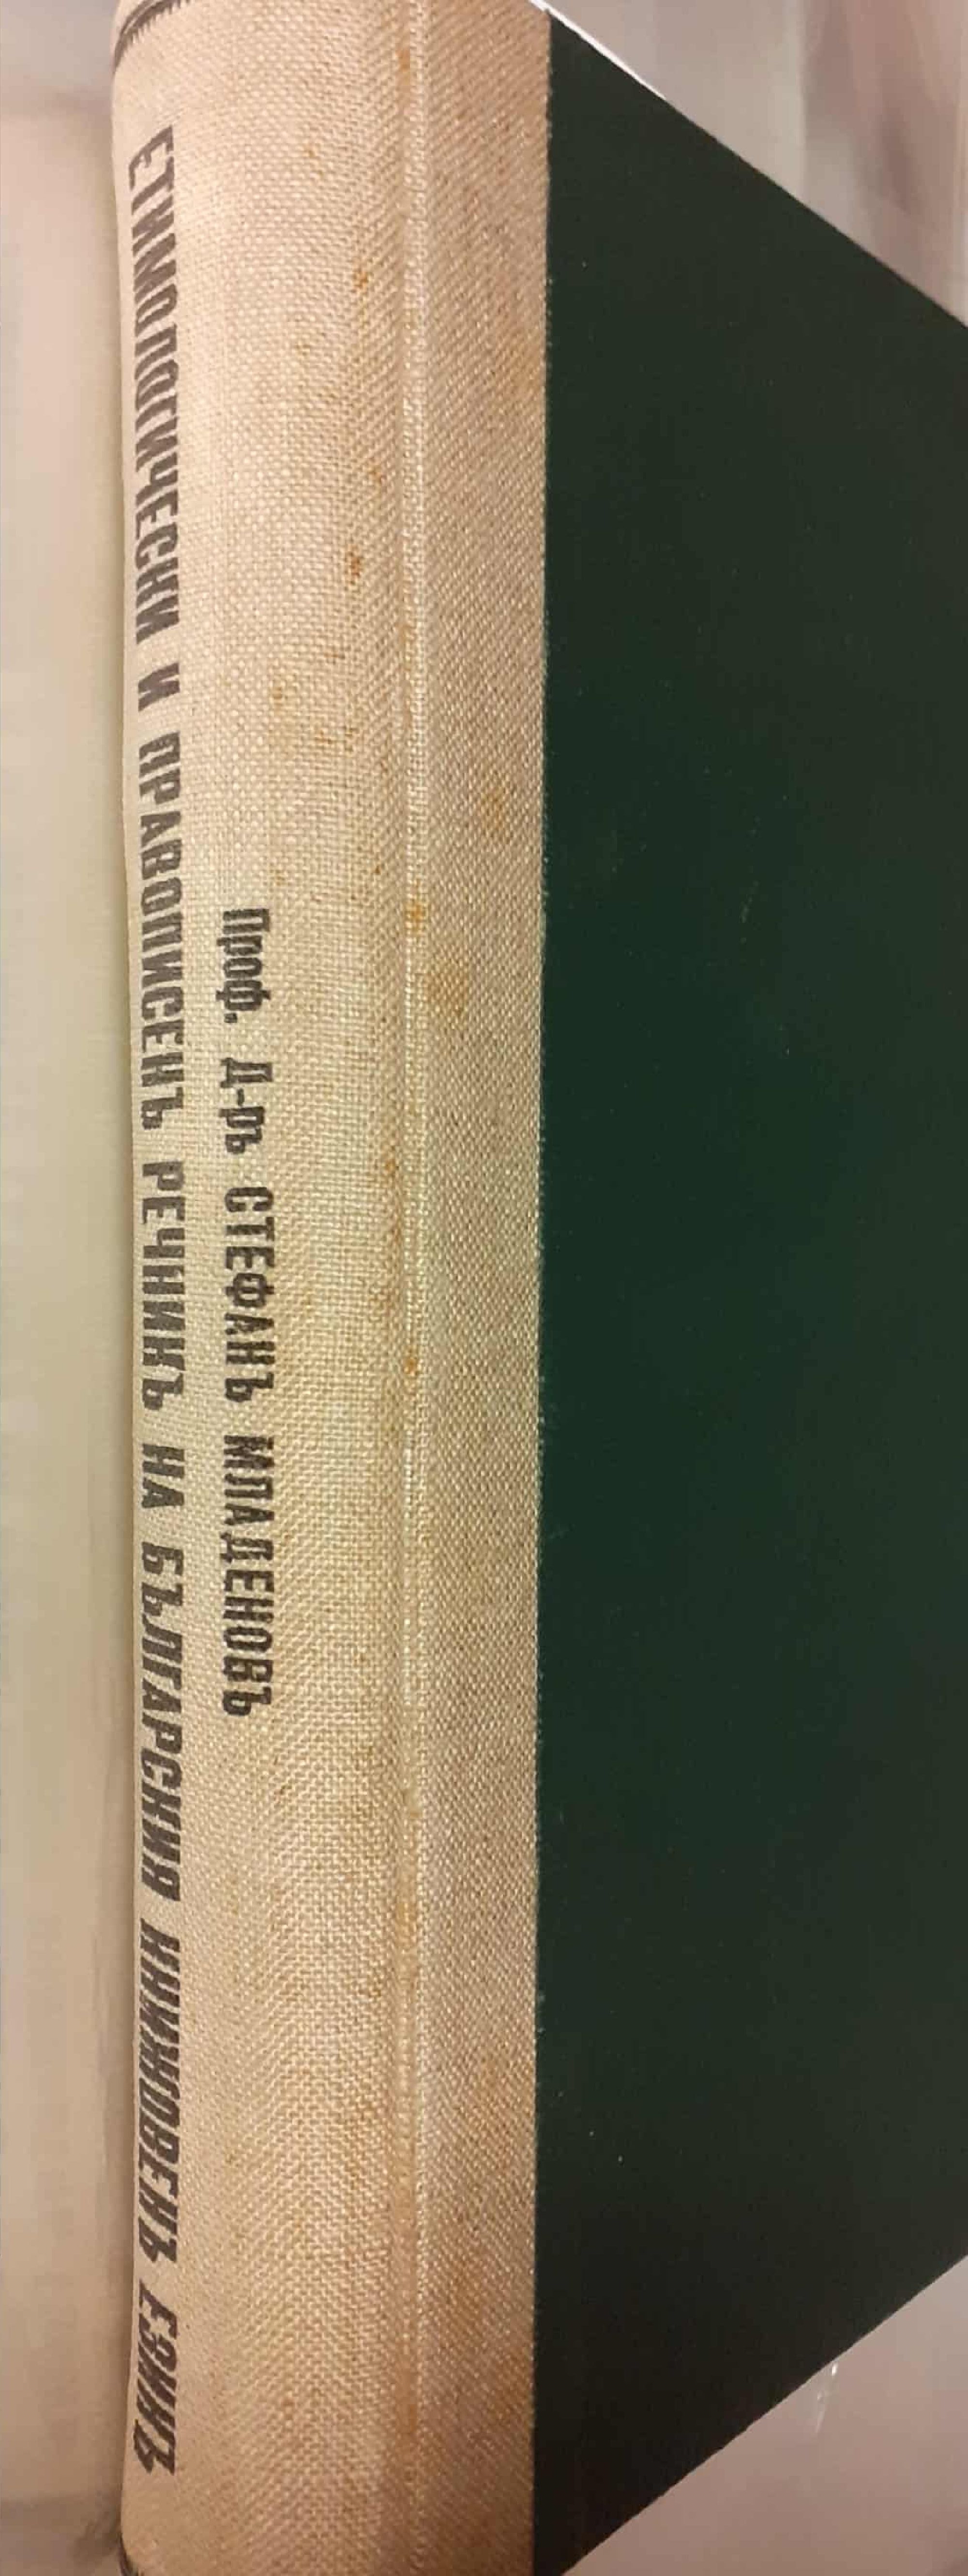 ЕТИМОЛОГИЧЕСКИ И ПРАВОПИСЕНЪ РЕЧНИКЪ НА БЪЛГАРСКИЯ КНИЖОВЕНЪ ЕЗИКЪ
Проф. Д-ръ СТЕФАНЪ МЛАДЕНОВЪ